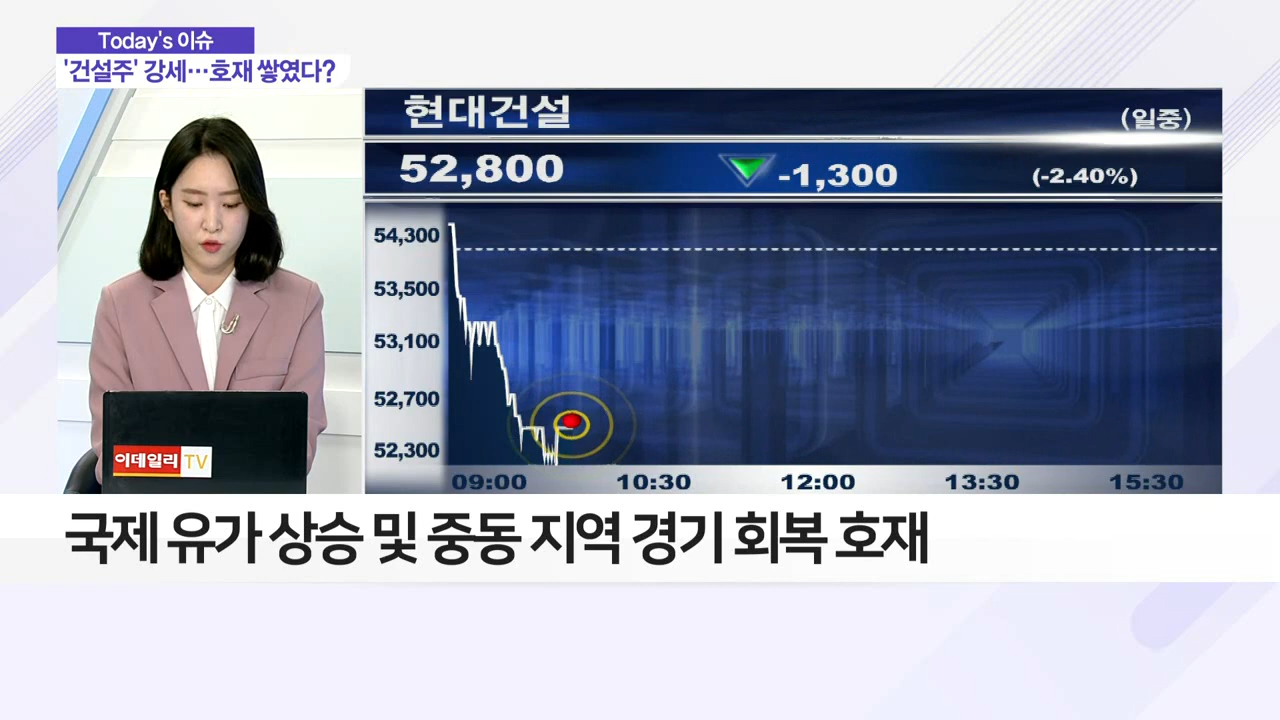 Today's 이슈
'건설주' 강세…호재 쌓였다?
현대건설
(일중)
52,800
-1,300
(-2.40%)
54,300
53,500
53,100
52,700
52,300
09:00
10:30
12:00
13:30
15:30
이데일리TV
국제 유가 상승 및 중동 지역 경기 회복 호재